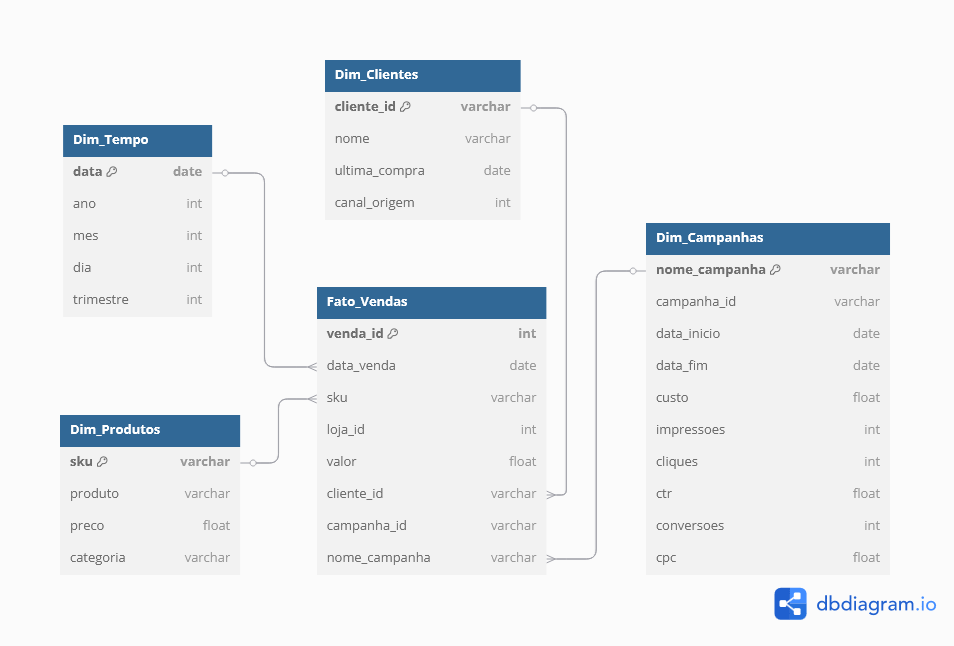 Dim_Clientes
cliente_id varchar
nome varchar
ultima_compra date
canal_origem int
Dim_Tempo
data date
ano int
mes int
dia int
trimestre int
Dim_Campanhas
nome_campanha varchar
campanha_id varchar
data_inicio date
data_fim date
custo float
impressoes int
cliques int
ctr float
conversoes int
cpc float
Fato_Vendas
venda_id int
data_venda date
sku varchar
loja_id int
valor float
cliente_id varchar
campanha_id varchar
nome_campanha varchar
Dim_Produtos
sku varchar
produto varchar
preco float
categoria varchar
dbdiagram.io